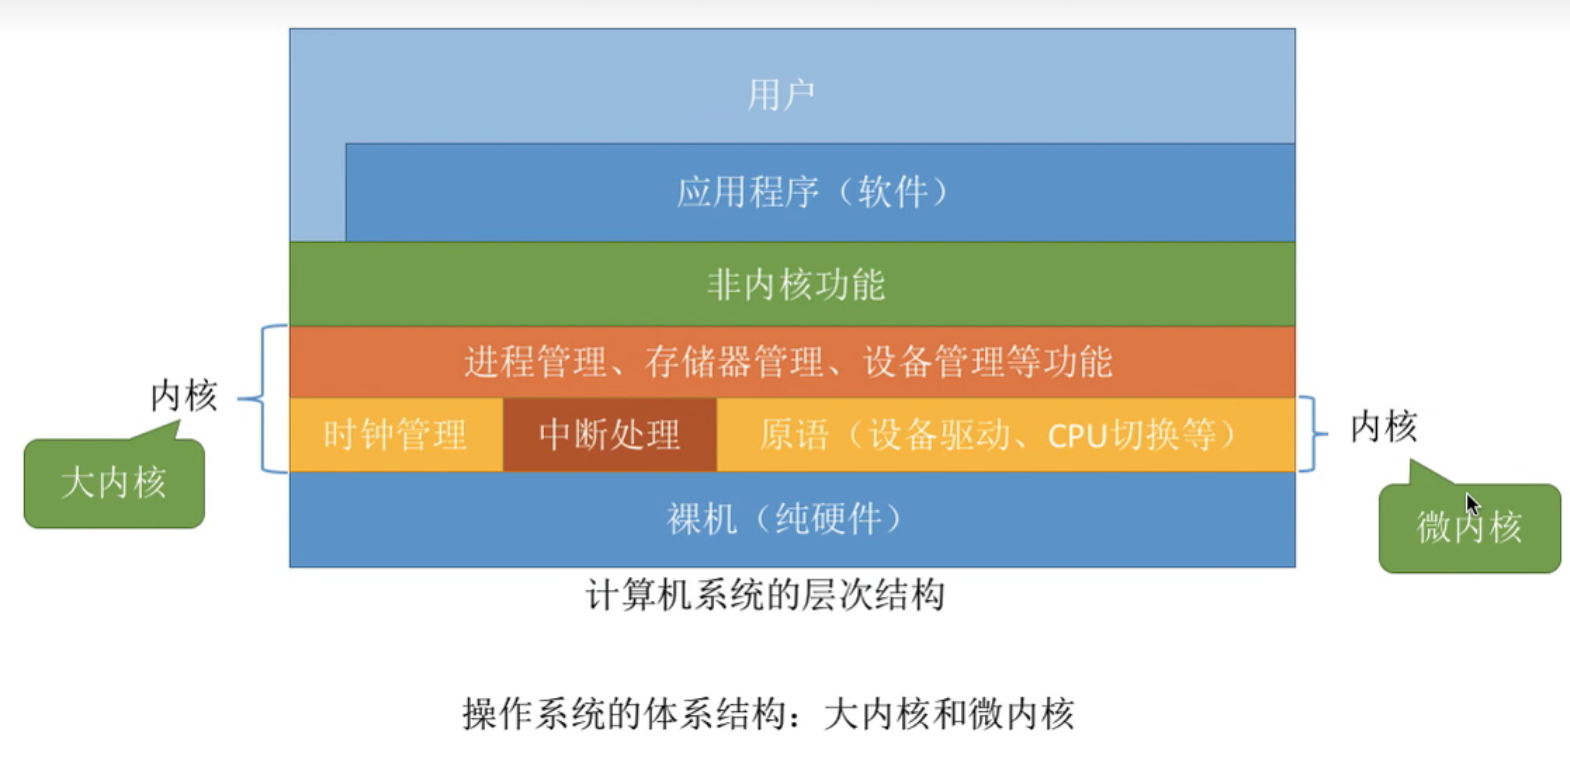 用户
应用程序（软件）
非内核功能
进程管理、存储器管理、设备管理等功能
内核
时钟管理
中断处理
原语（设备驱动、CPU切换等）
内核
大内核
裸机（纯硬件）
微内核
计算机系统的层次结构
操作系统的体系结构：大内核和微内核